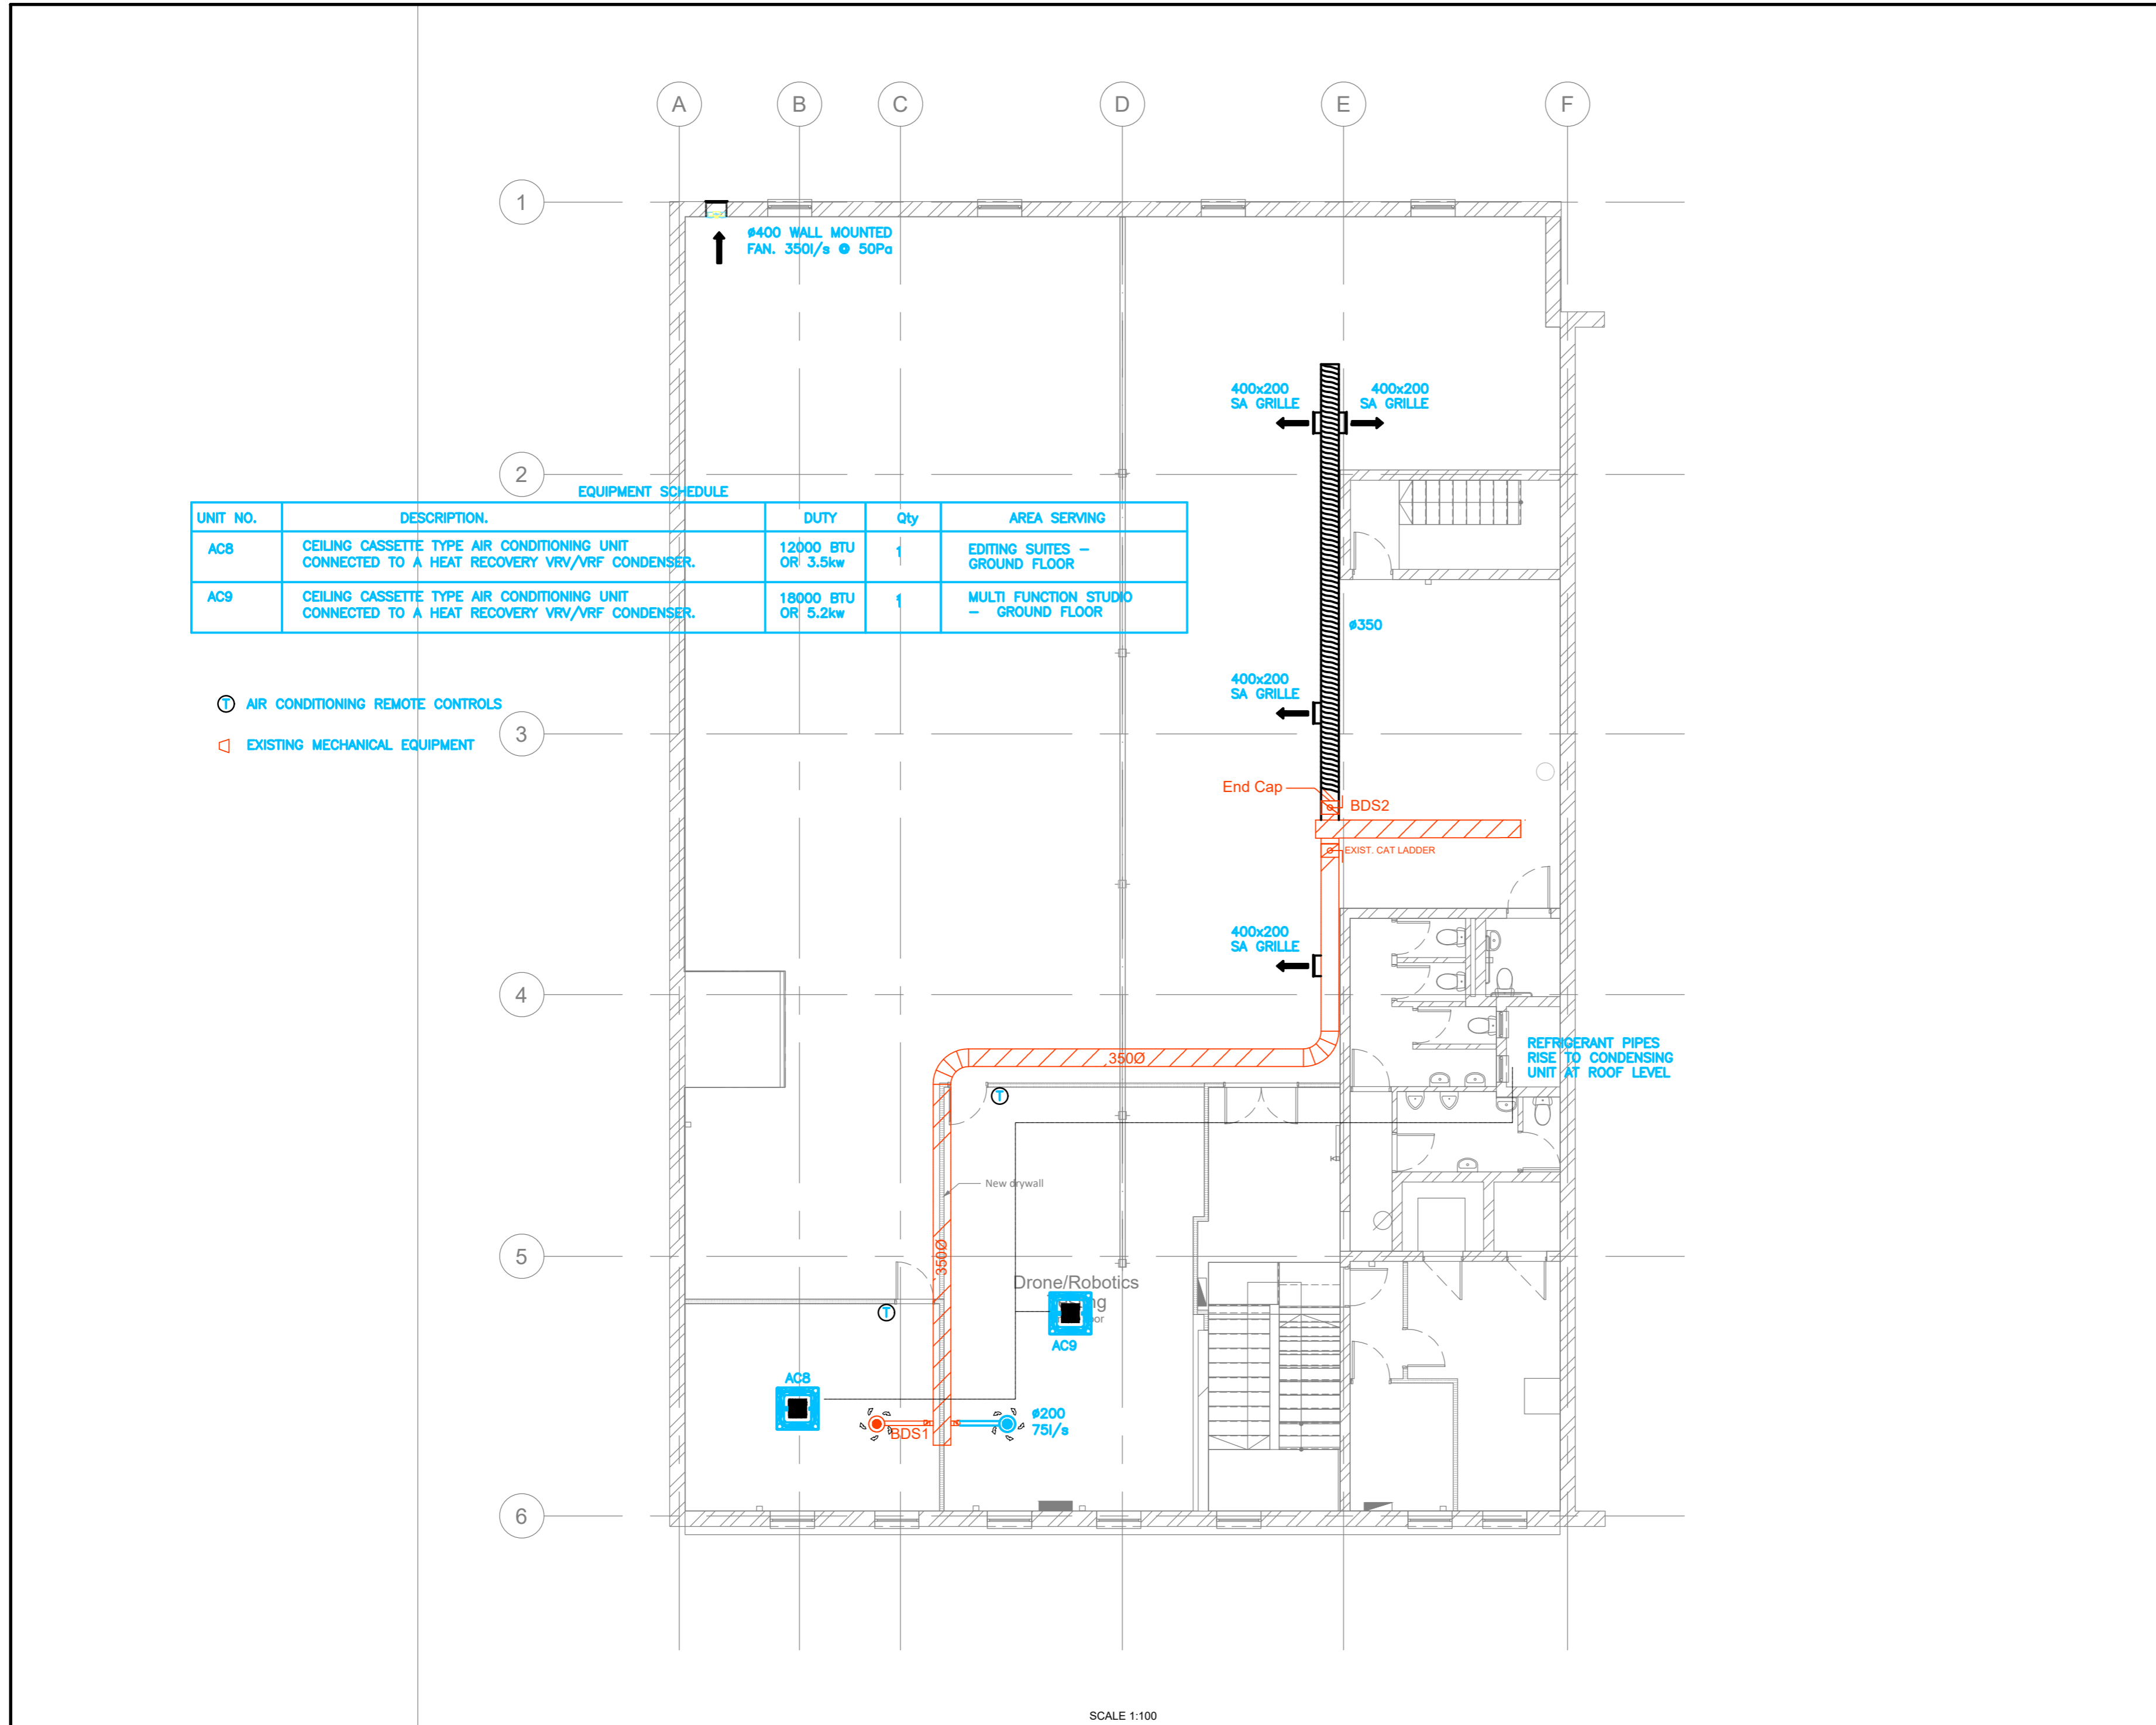 A
B
C
D
E
F
1
ø400 WALL MOUNTED
FAN. 350l/s @ 50Pa
400x200
SA GRILLE
400x200
SA GRILLE
2
EQUIPMENT SCHEDULE
UNIT NO. DESCRIPTION. DUTY Qty AREA SERVING
AC8 CEILING CASSETTE TYPE AIR CONDITIONING UNIT 12000 BTU 1 EDITING SUITES –
CONNECTED TO A HEAT RECOVERY VRV/VRF CONDENSER. OR 3.5kw GROUND FLOOR
AC9 CEILING CASSETTE TYPE AIR CONDITIONING UNIT 18000 BTU 1 MULTI FUNCTION STUDIO
CONNECTED TO A HEAT RECOVERY VRV/VRF CONDENSER. OR 5.2kw – GROUND FLOOR
ø350
400x200
SA GRILLE
T AIR CONDITIONING REMOTE CONTROLS
EXISTING MECHANICAL EQUIPMENT
3
End Cap
BDS2
EXIST. CAT LADDER
400x200
SA GRILLE
4
REFRIGERANT PIPES
RISE TO CONDENSING
UNIT AT ROOF LEVEL
350Ø
T
New drywall
350Ø
5
Drone/Robotics
T
AC9
AC8
ø200
75l/s
BDS1
6
SCALE 1:100